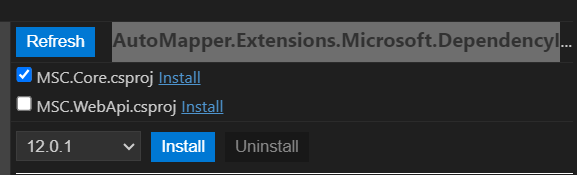 Refresh AutoMapper.Extensions.Microsoft.DependencyI...
MSC.Core.csproj Install
MSC.WebApi.csproj Install
12.0.1 Install Uninstall